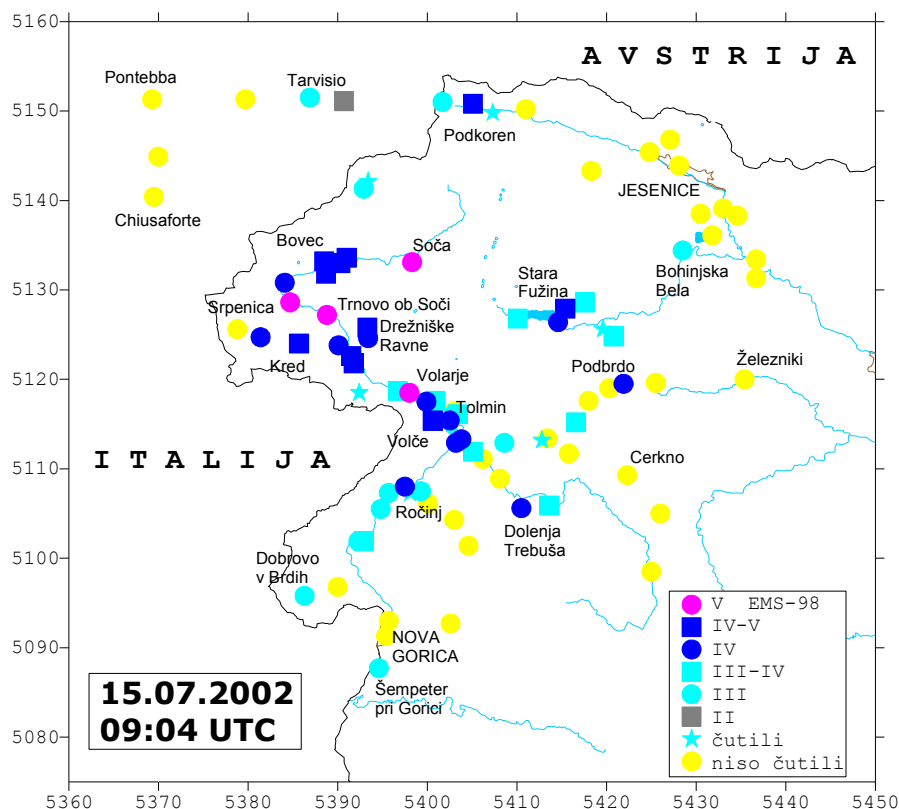 5160
5150
5140
5130
5120
5110
5100
5090
5080
A V S T R I J A
Pontebba
Tarvisio
Podkoren
JESENICE
Chiusaforte
Bovec
Soča
Stara
Fužina
Bohinjska
Bela
Srpenica
Trnovo ob Soči
Drežniške
Ravne
Kred
Volarje
Podbrdo
Železniki
Tolmin
Volče
I T A L I J A
Cerkno
Ročinj
Dolenja
Trebuša
Dobrovo
v Brdih
NOVA
GORICA
Šempeter
pri Gorici
15.07.2002
09:04 UTC
V EMS-98
IV-V
IV
III-IV
III
II
čutili
niso čutili
5360 5370 5380 5390 5400 5410 5420 5430 5440 5450